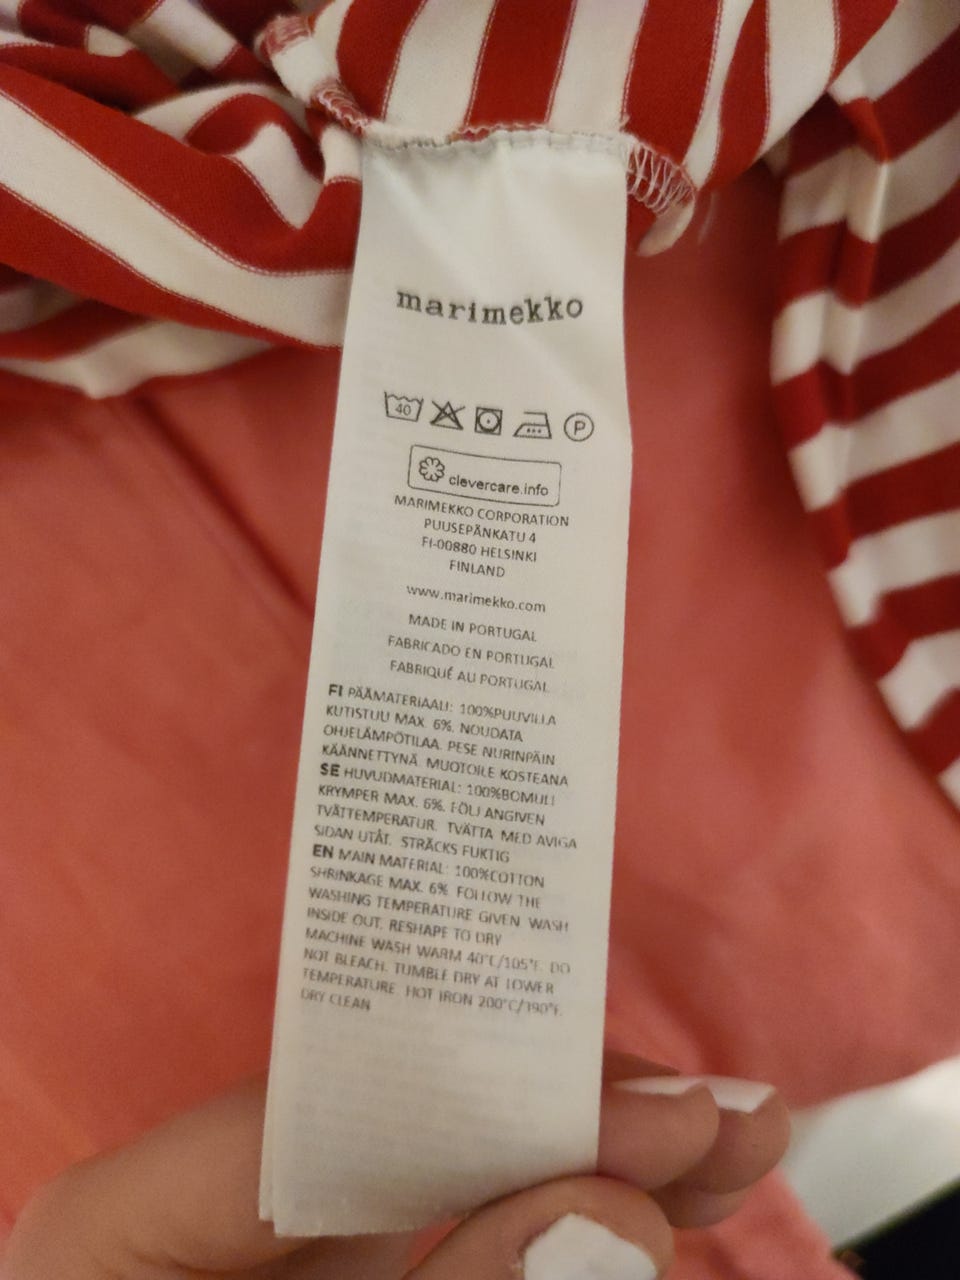 marimekko
40 P
clevercare.info
MARIMEKKO CORPORATION
PUUSEPÄNKATU 4
FI-00880 HELSINKI
FINLAND
www.marimekko.com
MADE IN PORTUGAL
FABRICADO EN PORTUGAL
FABRIQUÉ AU PORTUGAL
FI PÄÄMATERIAALI: 100%PUUVILLA
KUTISTUU MAX. 6%. NOUDATA
OHJELÄMPÖTILAA. PESE NURINPÄIN
KÄÄNNETTYNÄ. MUOTOILE KOSTEANA
SE HUVUDMATERIAL: 100%BOMULL
KRYMPER MAX. 6%. FÖLJ ANGIVEN
TVÄTTEMPERATUR. TVÄTTA MED AVIGA
SIDAN UTÅT. STRÄCKS FUKTIG
EN MAIN MATERIAL: 100%COTTON
SHRINKAGE MAX. 6% FOLLOW THE
WASHING TEMPERATURE GIVEN. WASH
INSIDE OUT. RESHAPE TO DRY
MACHINE WASH WARM 40°C/105°F. DO
NOT BLEACH. TUMBLE DRY AT LOWER
TEMPERATURE. HOT IRON 200°C/390°F.
DRY CLEAN